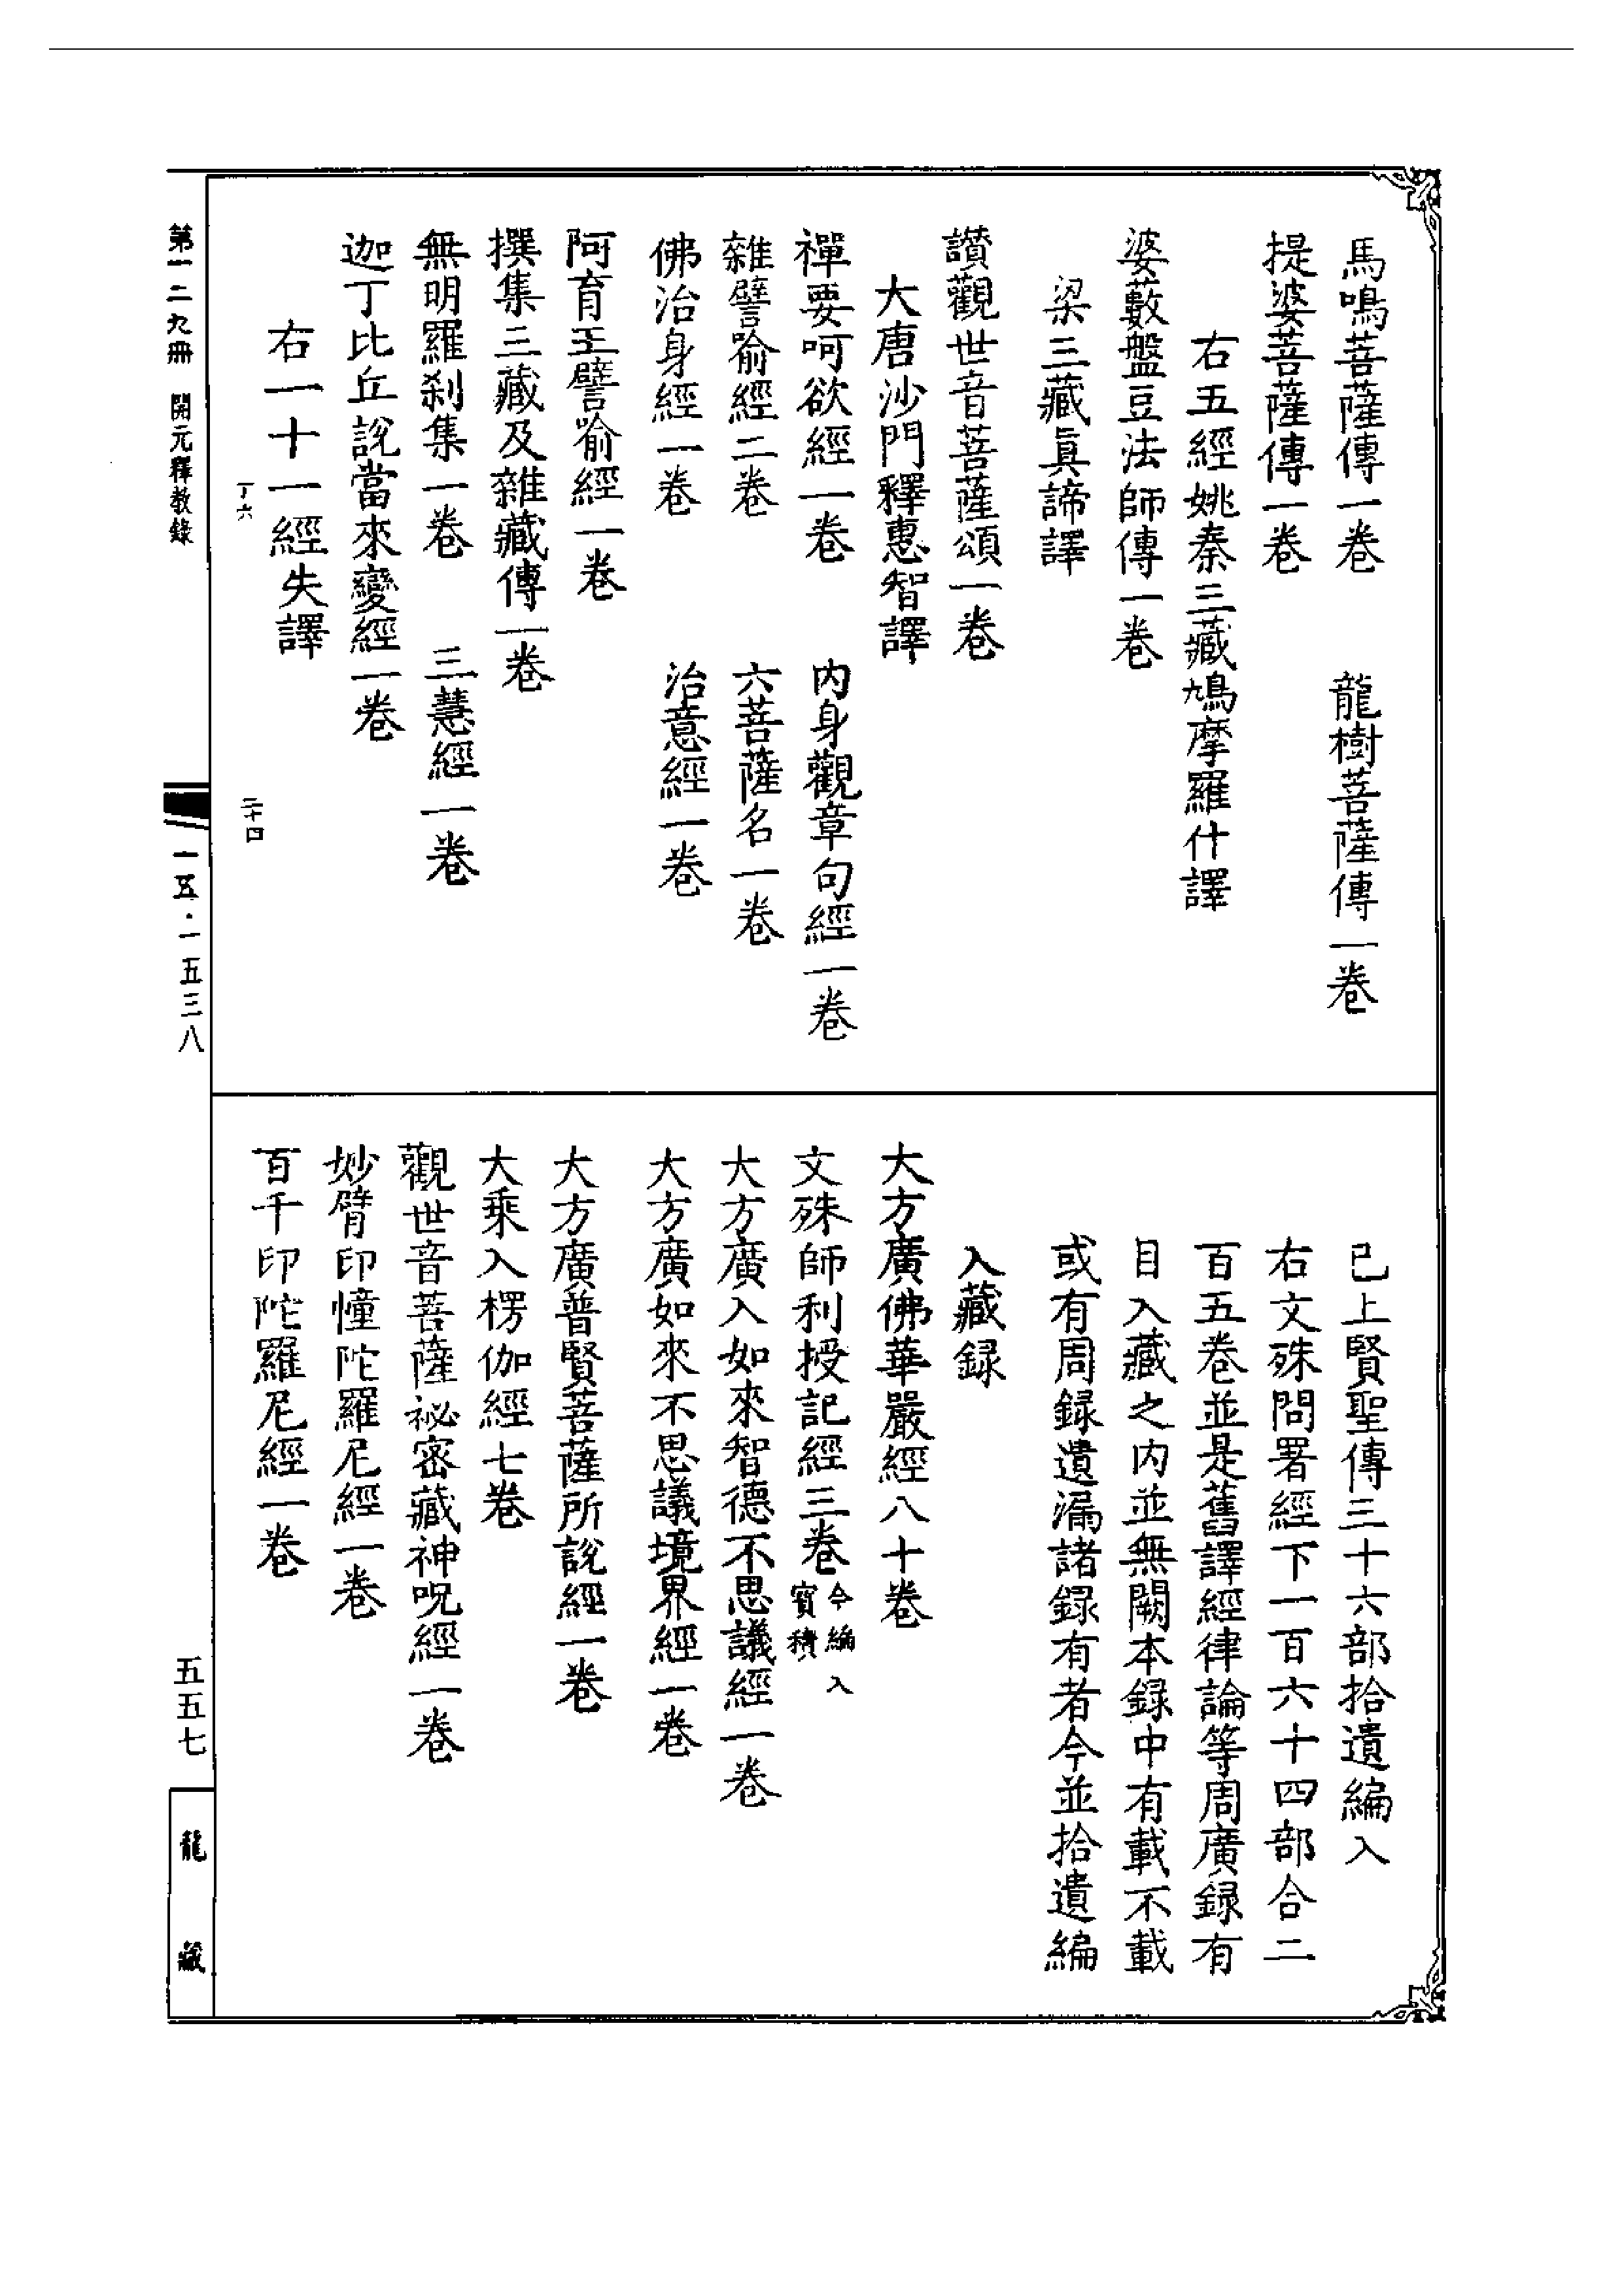 馬鳴菩薩傳一卷　龍樹菩薩傳一卷
提婆菩薩傳一卷
右五經姚秦三藏鳩摩羅什譯
婆藪盤豆法師傳一卷
梁三藏眞諦譯
讚觀世音菩薩頌一卷
大唐沙門釋惠智譯
禪要呵欲經一卷　內身觀章句經一卷
雜譬喻經二卷　六菩薩名一卷
佛治身經一卷　治意經一卷
阿育王譬喻經一卷
撰集三藏及雜藏傳一卷
無明羅刹集一卷　三慧經一卷
迦丁比丘說當來變經一卷
右一十一經失譯
丁六　二十四
已上賢聖傳三十六部拾遺編入
右文殊問署經下一百六十四部合二
百五卷並是舊譯經律論等周廣録有
目入藏之內並無闕本録中有載不載
或有周録遺漏諸録有者今並拾遺編
入藏録
大方廣佛華嚴經八十卷
文殊師利授記經三卷今編入寶積
大方廣入如來智德不思議經一卷
大方廣如來不思議境界經一卷
大方廣普賢菩薩所說經一卷
大乘入楞伽經七卷
觀世音菩薩祕密藏神呪經一卷
妙臂印幢陀羅尼經一卷
百千印陀羅尼經一卷
第一二九冊　開元釋教錄
一五·一五三八
五五七
龍藏